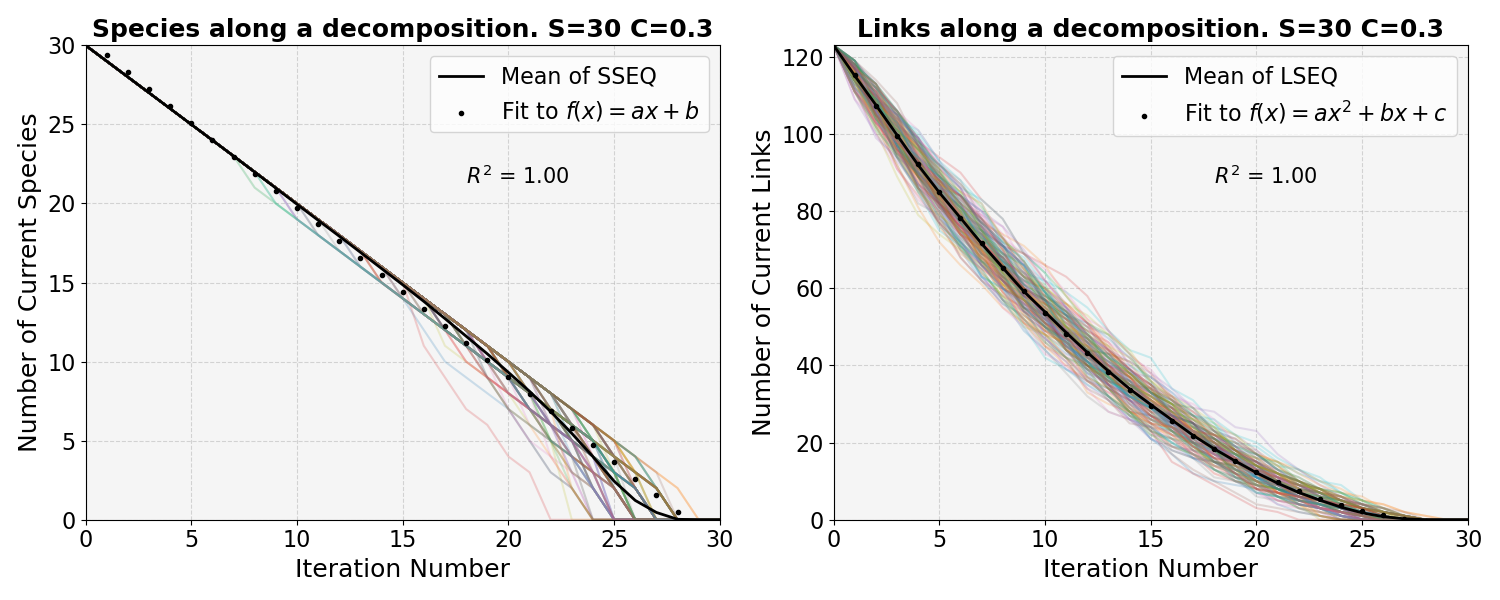 Species along a decomposition. S=30 C=0.3
Number of Current Species
30
25
20
15
10
5
0
Mean of SSEQ
Fit to f(x) = ax + b
R² = 1.00
0 5 10 15 20 25 30
Iteration Number
Links along a decomposition. S=30 C=0.3
Number of Current Links
120
100
80
60
40
20
0
Mean of LSEQ
Fit to f(x) = ax² + bx + c
R² = 1.00
0 5 10 15 20 25 30
Iteration Number